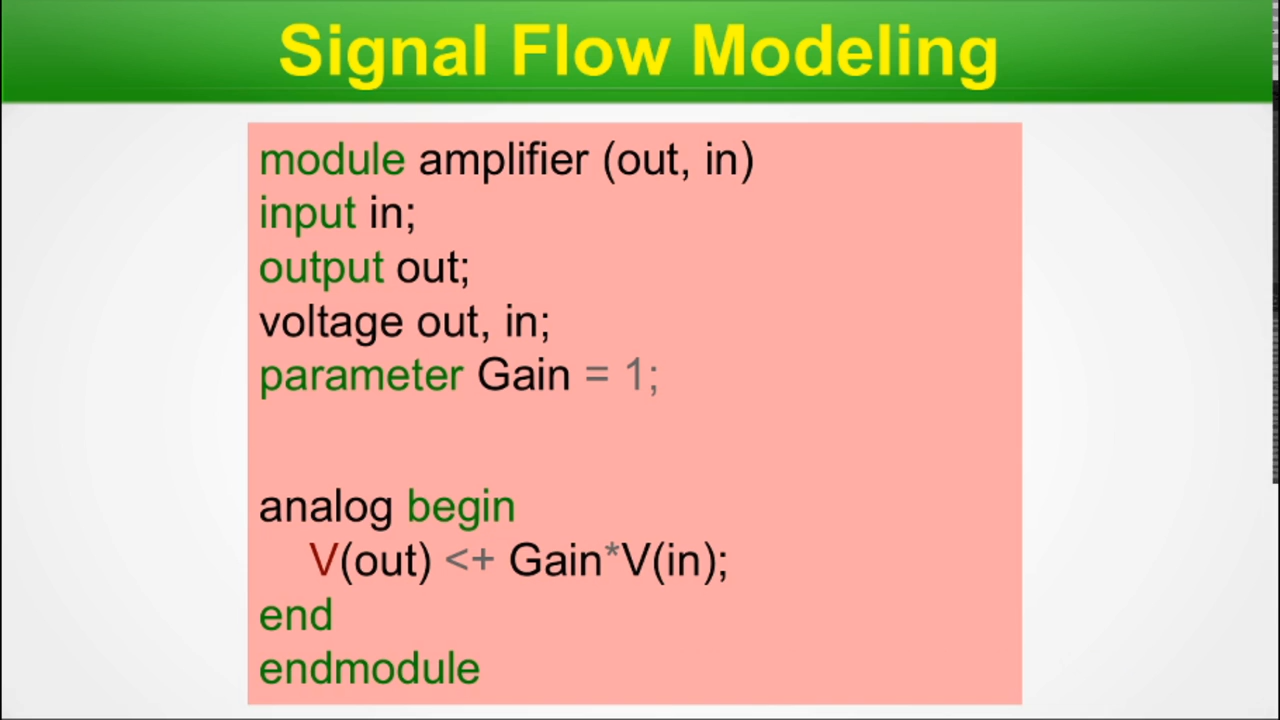 Signal Flow Modeling
module amplifier (out, in)
input in;
output out;
voltage out, in;
parameter Gain = 1;
analog begin
V(out) <+ Gain*V(in);
end
endmodule